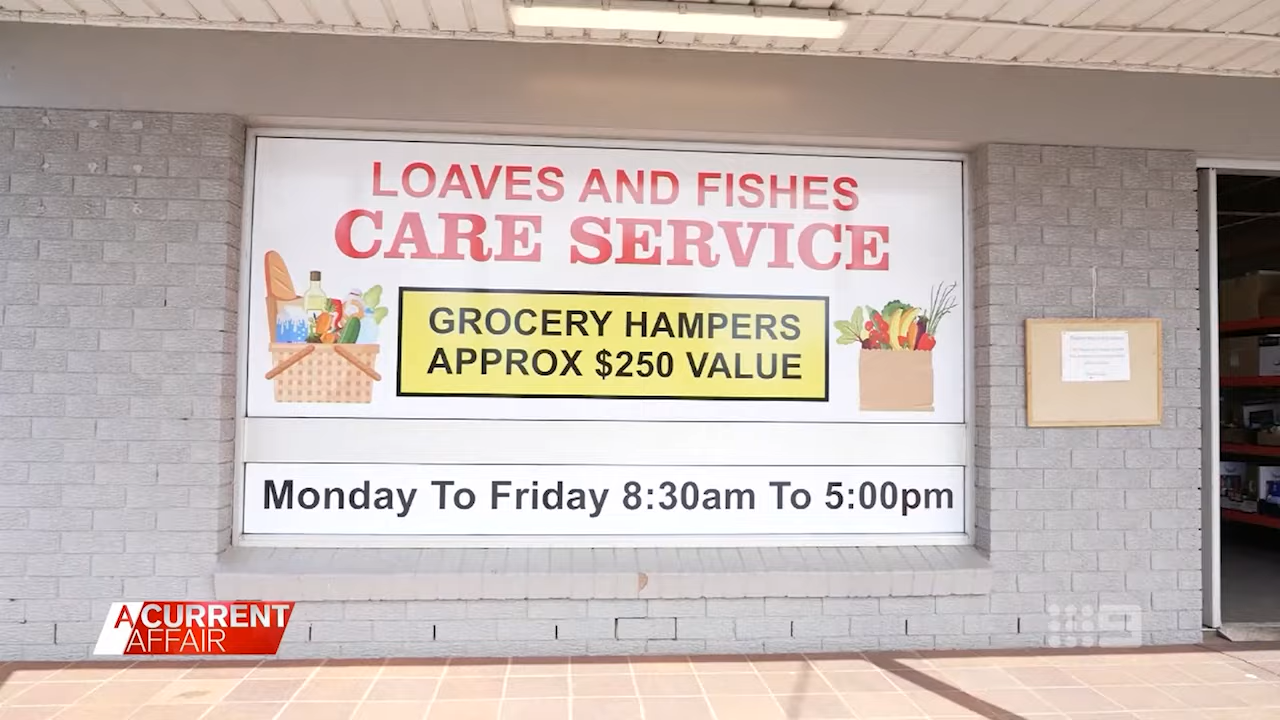 LOAVES AND FISHES
CARE SERVICE
GROCERY HAMPERS
APPROX $250 VALUE
Monday To Friday 8:30am To 5:00pm
A CURRENT
AFFAIR
9